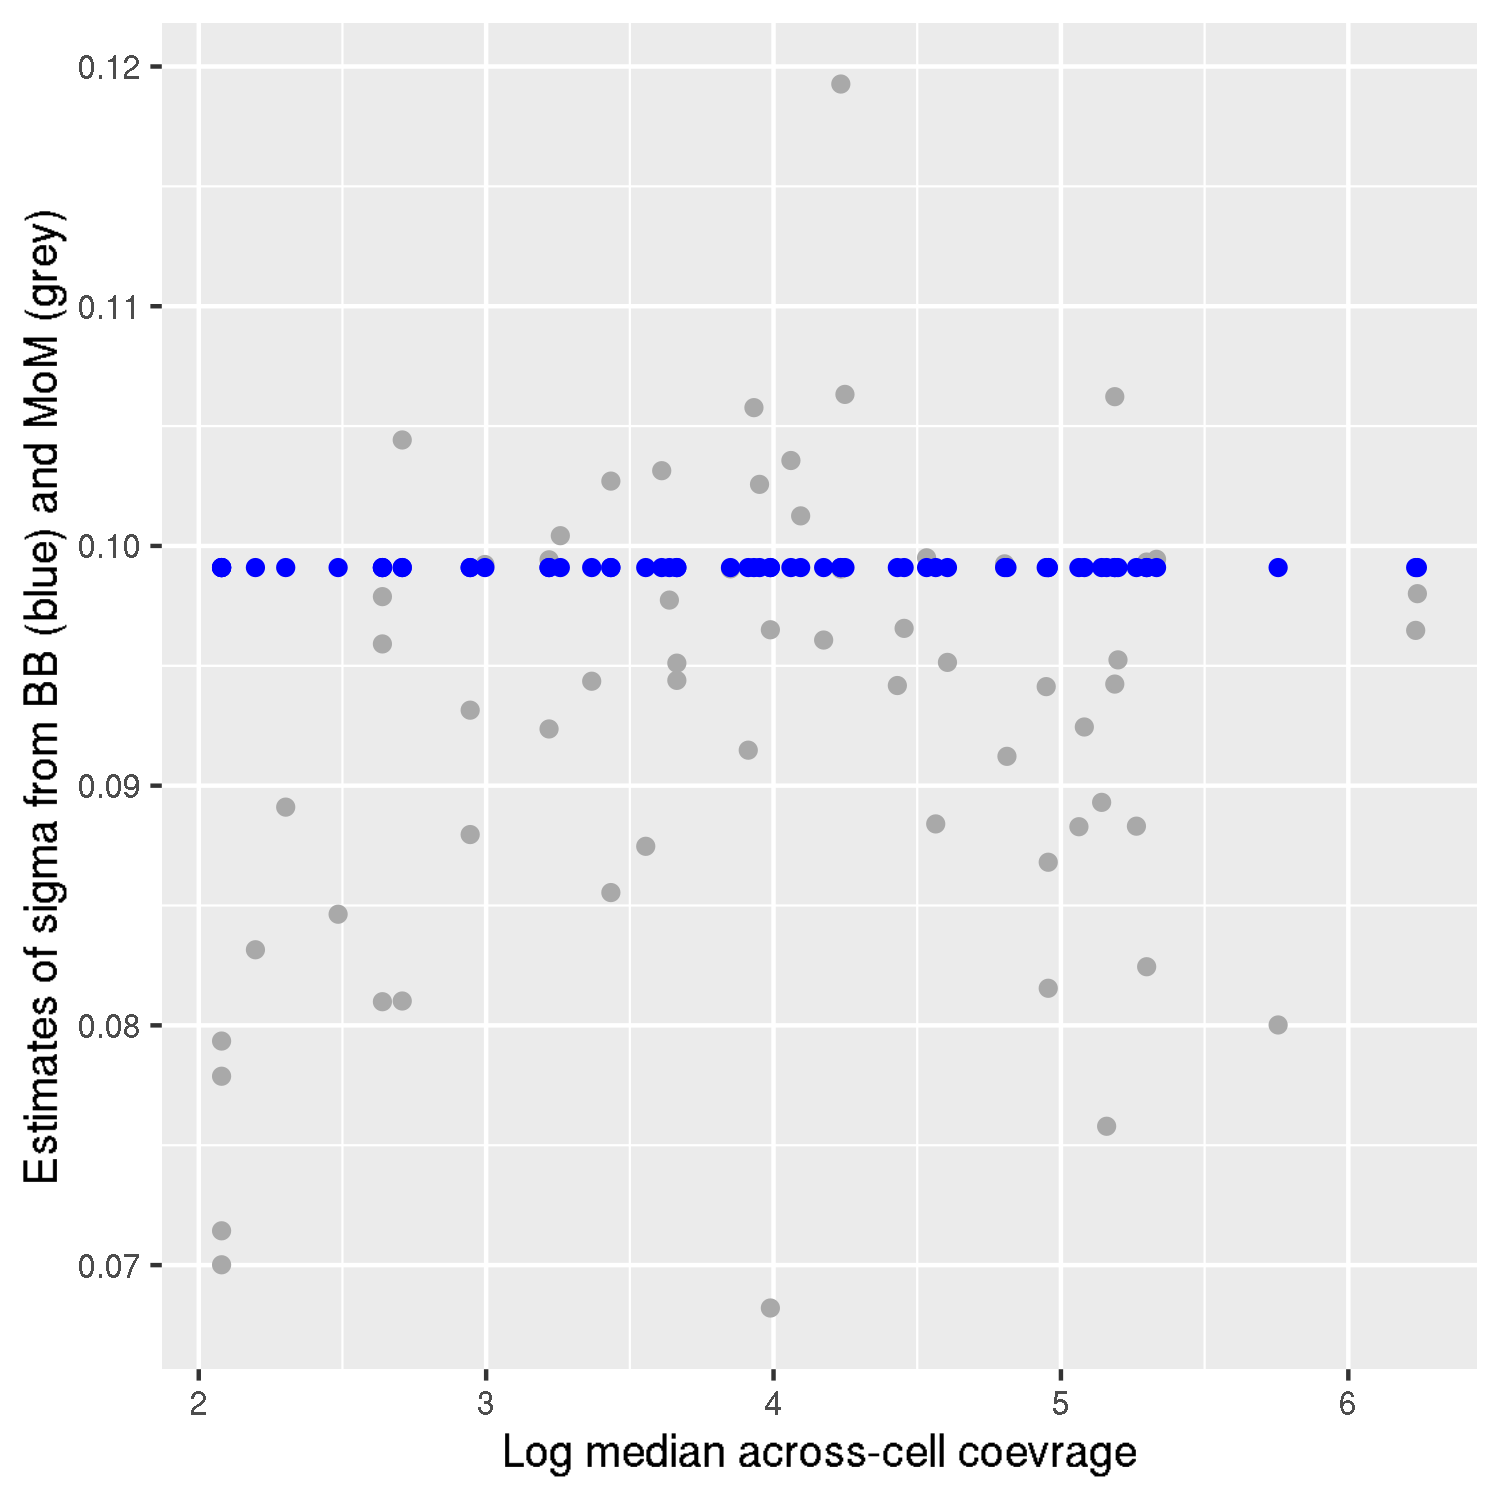 Estimates of sigma from BB (blue) and MoM (grey)
0.12
0.11
0.10
0.09
0.08
0.07
2 3 4 5 6
Log median across-cell coevrage